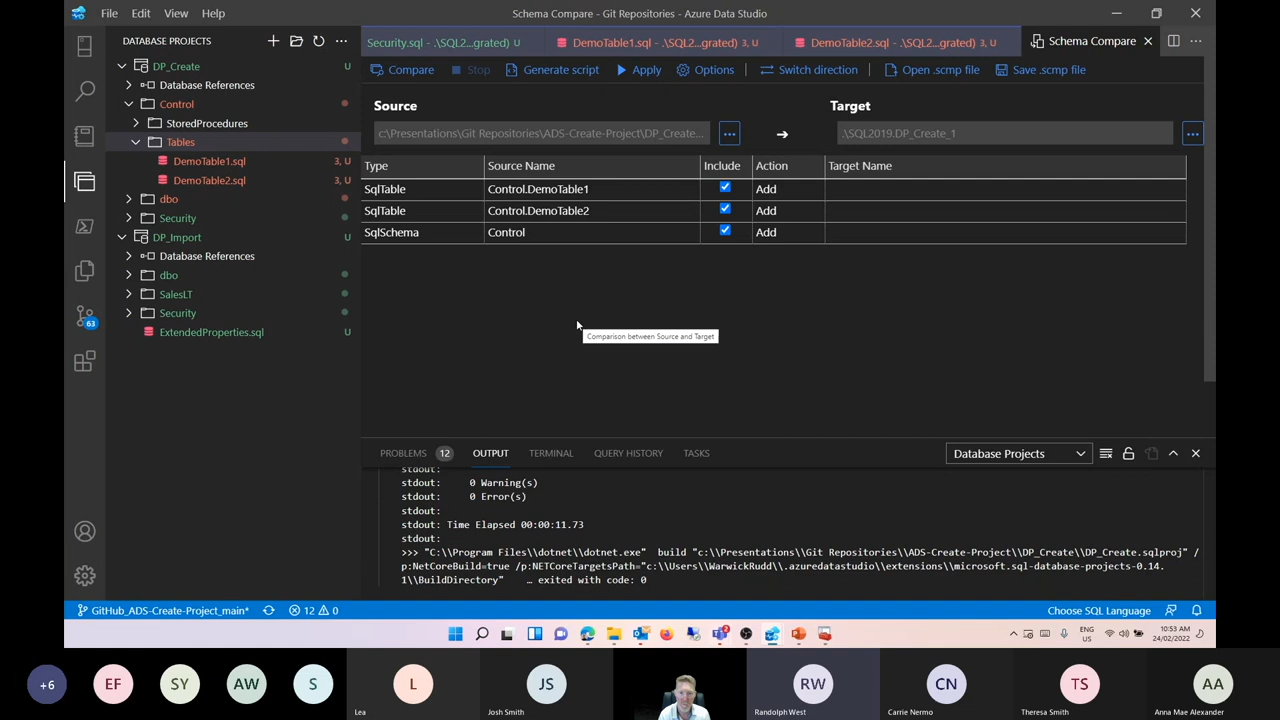 File Edit View Help
Schema Compare - Git Repositories - Azure Data Studio
DATABASE PROJECTS
DP_Create U
Database References
Control
StoredProcedures
Tables
DemoTable1.sql 3, U
DemoTable2.sql 3, U
dbo
Security
DP_Import U
Database References
dbo
SalesLT
Security
ExtendedProperties.sql U
63
Security.sql - .\SQL2...grated) U
DemoTable1.sql - .\SQL2...grated) 3, U
DemoTable2.sql - .\SQL2...grated) 3, U
Schema Compare
Compare Stop Generate script Apply Options Switch direction Open .scmp file Save .scmp file
Source Target
c:\Presentations\Git Repositories\ADS-Create-Project\DP_Create... .\SQL2019.DP_Create_1
Type Source Name Include Action Target Name
SqlTable Control.DemoTable1 Add
SqlTable Control.DemoTable2 Add
SqlSchema Control Add
Comparison between Source and Target
PROBLEMS 12 OUTPUT TERMINAL QUERY HISTORY TASKS Database Projects
stdout:
stdout: 0 Warning(s)
stdout: 0 Error(s)
stdout:
stdout: Time Elapsed 00:00:11.73
stdout:
>>> "C:\\Program Files\\dotnet\\dotnet.exe" build "c:\\Presentations\\Git Repositories\\ADS-Create-Project\\DP_Create\\DP_Create.sqlproj" /
p:NetCoreBuild=true /p:NETCoreTargetsPath="c:\\Users\\WarwickRudd\\.azuredatastudio\\extensions\\microsoft.sql-database-projects-0.14.
1\\BuildDirectory" … exited with code: 0
GitHub_ADS-Create-Project_main* 12 0 Choose SQL Language
2
ENG
US
10:53 AM
24/02/2022
+6 EF SY AW S L JS RW CN TS AA
Lea Josh Smith Randolph West Carrie Nermo Theresa Smith Anna Mae Alexander